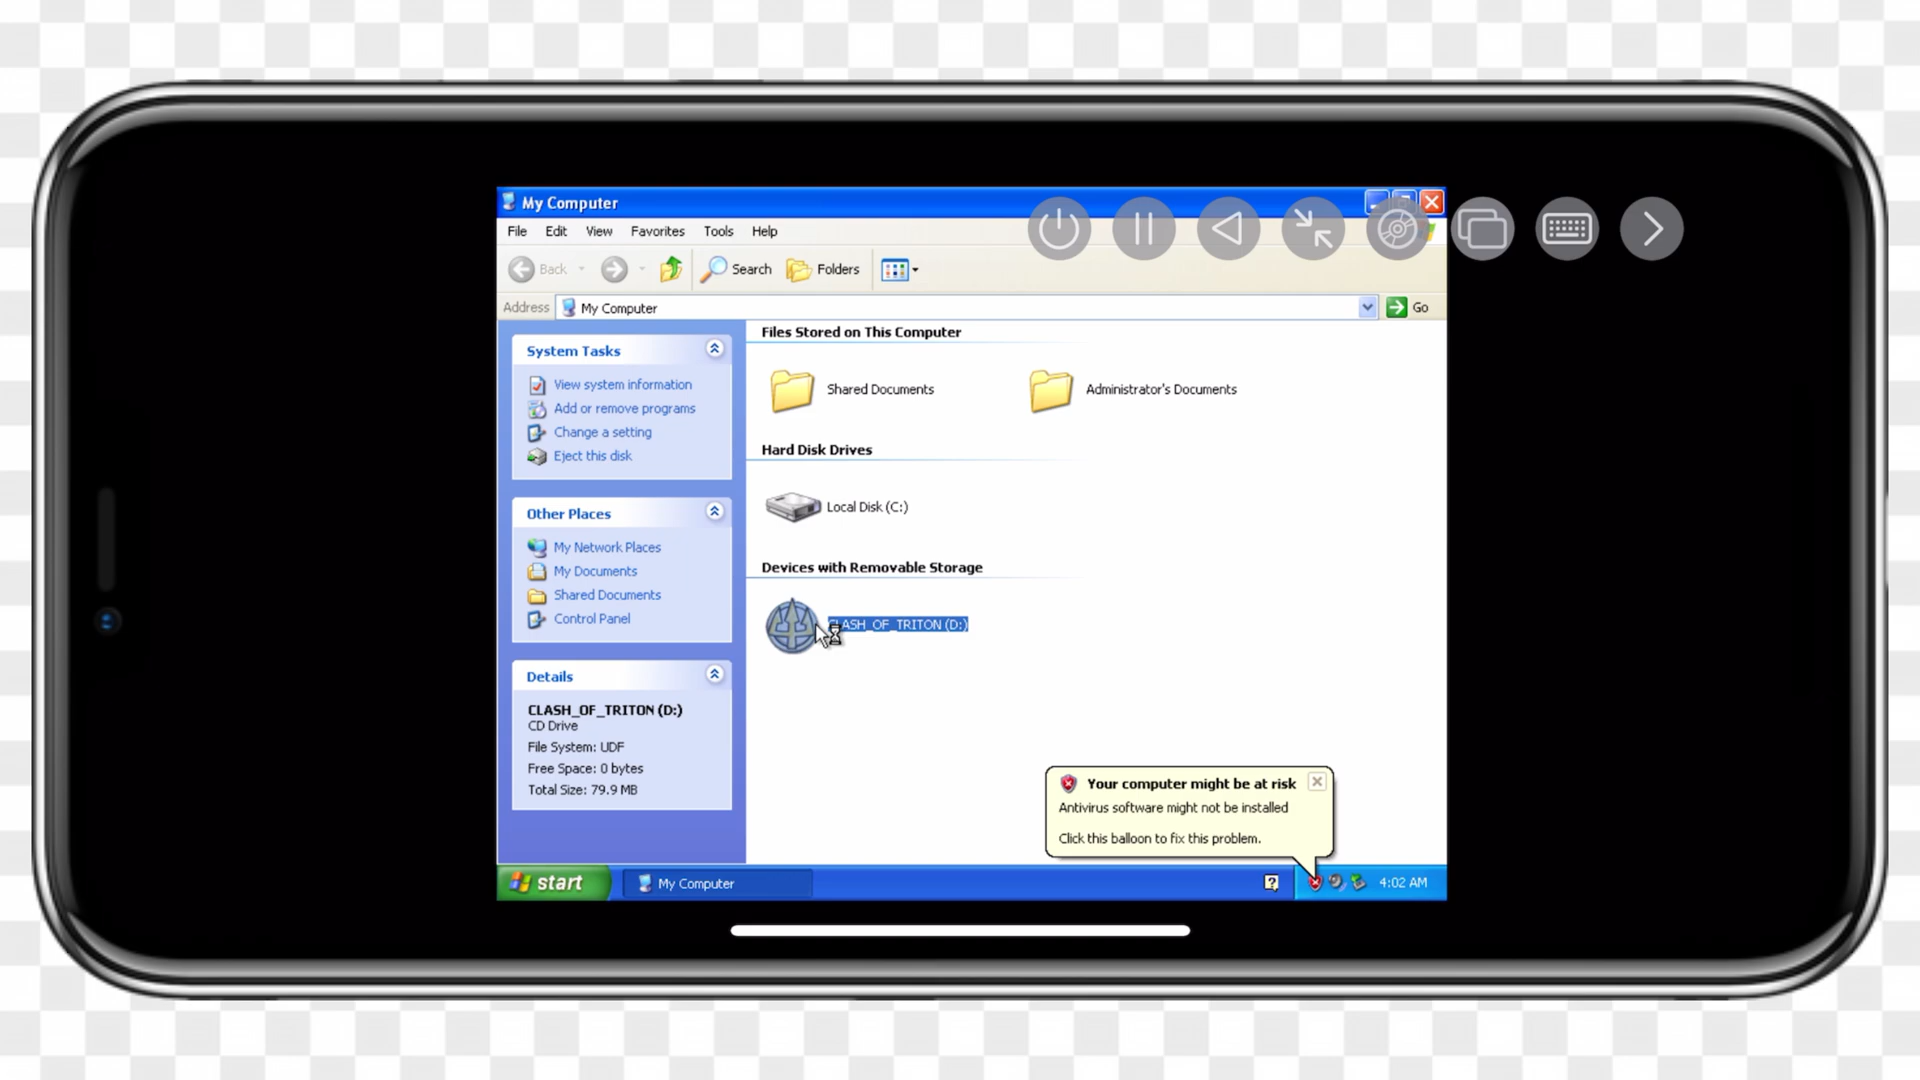 My Computer
File Edit View Favorites Tools Help
Back Search Folders
Address My Computer Go
System Tasks
View system information
Add or remove programs
Change a setting
Eject this disk
Other Places
My Network Places
My Documents
Shared Documents
Control Panel
Details
CLASH_OF_TRITON (D:)
CD Drive
File System: UDF
Free Space: 0 bytes
Total Size: 79.9 MB
Files Stored on This Computer
Shared Documents Administrator's Documents
Hard Disk Drives
Local Disk (C:)
Devices with Removable Storage
CLASH_OF_TRITON (D:)
Your computer might be at risk
Antivirus software might not be installed
Click this balloon to fix this problem.
start My Computer ? 4:02 AM